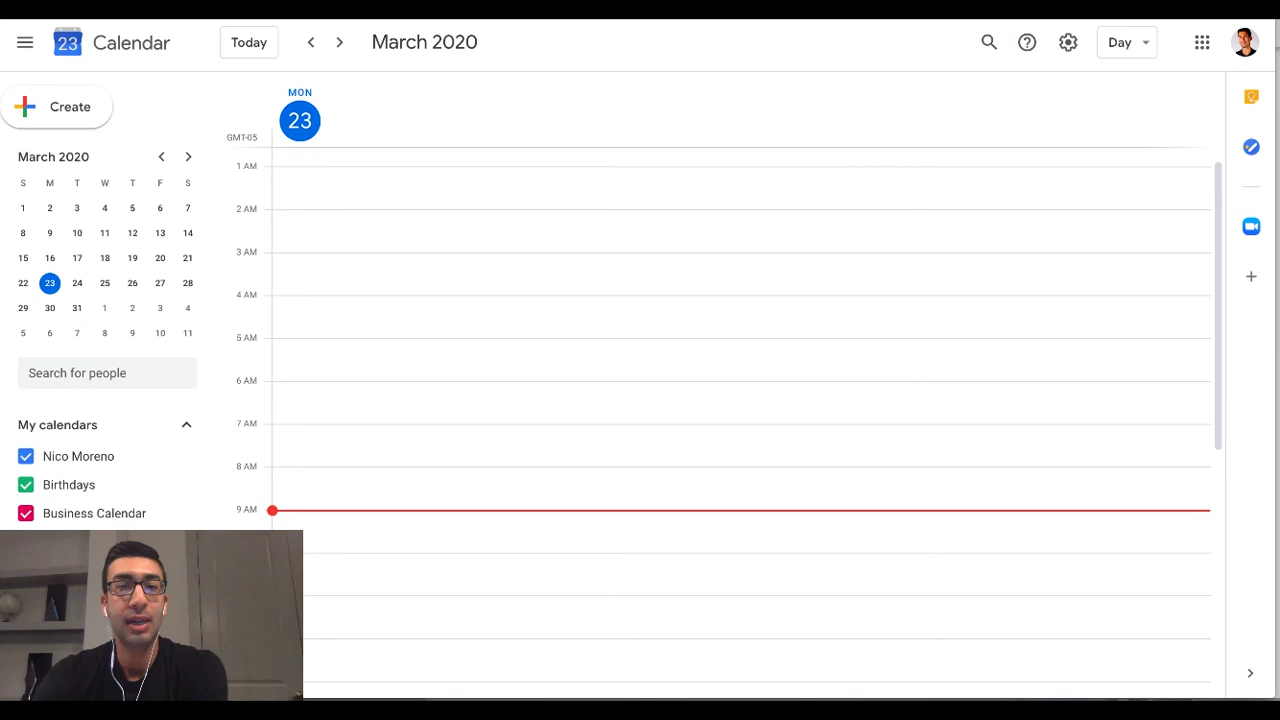 23 Calendar Today March 2020 Day
Create
MON
23
GMT-05
March 2020
S M T W T F S
1 2 3 4 5 6 7
8 9 10 11 12 13 14
15 16 17 18 19 20 21
22 23 24 25 26 27 28
29 30 31 1 2 3 4
5 6 7 8 9 10 11
Search for people
My calendars
Nico Moreno
Birthdays
Business Calendar
1 AM
2 AM
3 AM
4 AM
5 AM
6 AM
7 AM
8 AM
9 AM